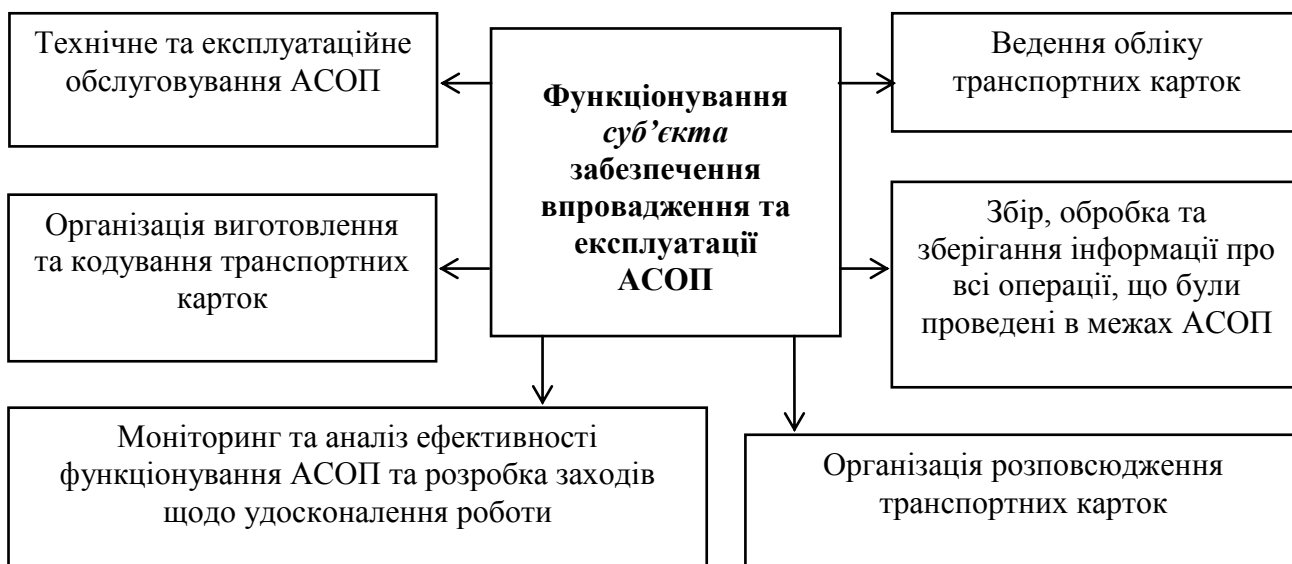 Технічне та експлуатаційне
обслуговування АСОП
Функціонування
суб’єкта
забезпечення
впровадження та
експлуатації
АСОП
Ведення обліку
транспортних карток
Організація виготовлення
та кодування транспортних
карток
Збір, обробка та
зберігання інформації про
всі операції, що були
проведені в межах АСОП
Моніторинг та аналіз ефективності
функціонування АСОП та розробка заходів
щодо удосконалення роботи
Організація розповсюдження
транспортних карток